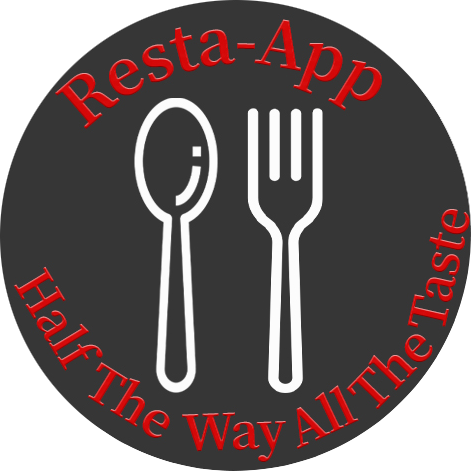 Resta-App
Half The Way All The Taste